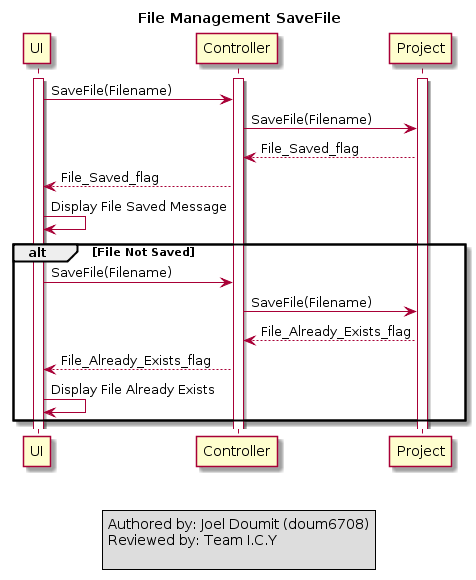 File Management SaveFile
UI Controller Project
SaveFile(Filename)
SaveFile(Filename)
File_Saved_flag
File_Saved_flag
Display File Saved Message
alt [File Not Saved]
SaveFile(Filename)
SaveFile(Filename)
File_Already_Exists_flag
File_Already_Exists_flag
Display File Already Exists
UI Controller Project
Authored by: Joel Doumit (doum6708)
Reviewed by: Team I.C.Y